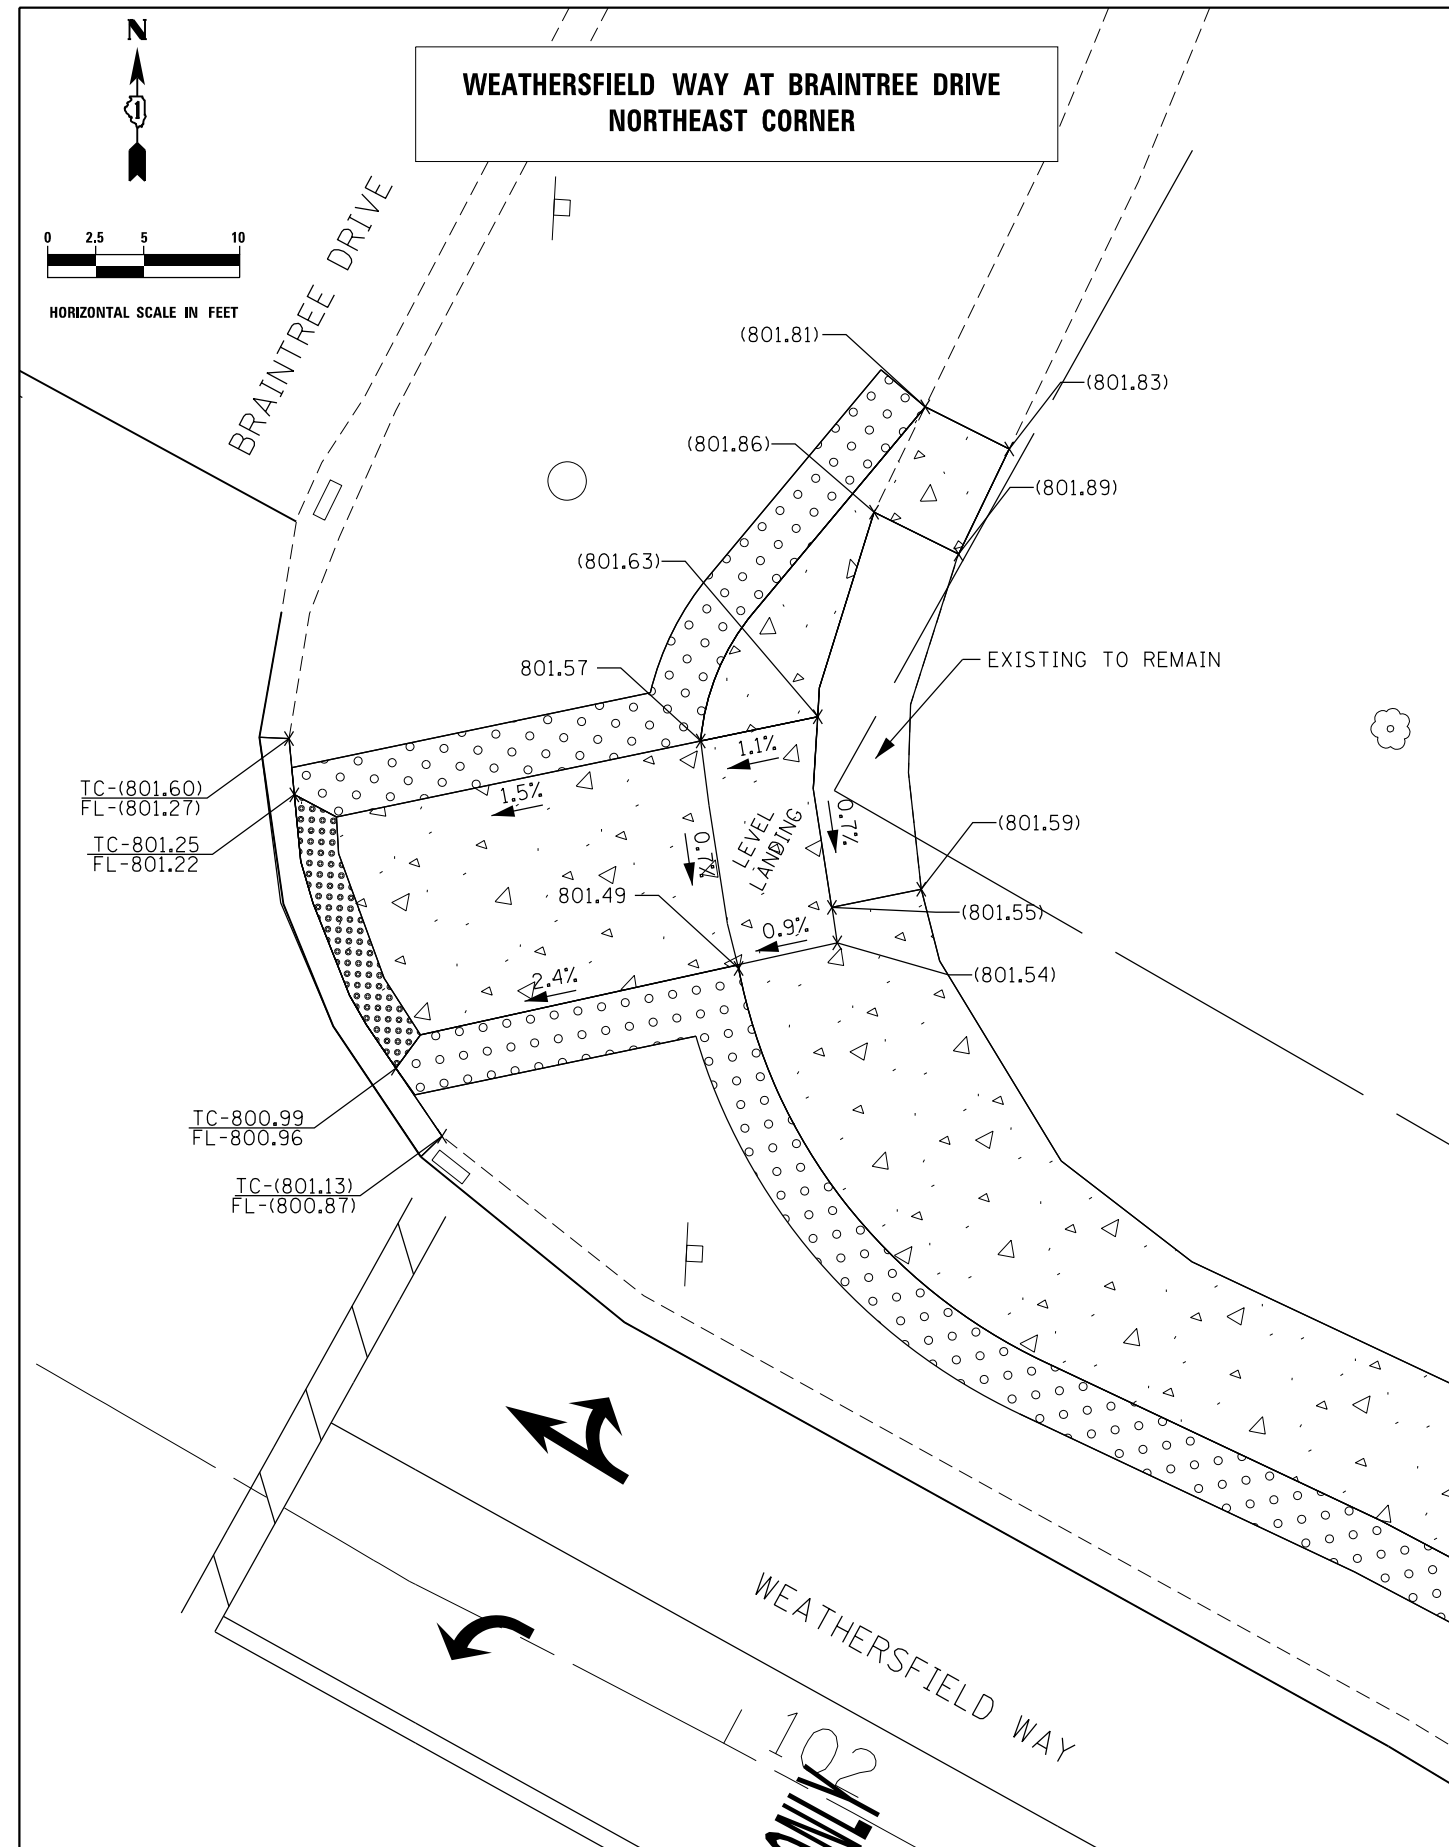 N
1
WEATHERSFIELD WAY AT BRAINTREE DRIVE
NORTHEAST CORNER
BRAINTREE DRIVE
0 2.5 5 10
HORIZONTAL SCALE IN FEET
(801.81)
(801.83)
(801.86)
(801.89)
(801.63)
801.57
EXISTING TO REMAIN
1.1%
1.5%
TC-(801.60)
FL-(801.27)
TC-801.25
FL-801.22
0.7%
0.7%
LEVEL
LANDING
(801.59)
801.49
(801.55)
0.9%
(801.54)
2.4%
TC-800.99
FL-800.96
TC-(801.13)
FL-(800.87)
WEATHERSFIELD WAY
102
ONLY